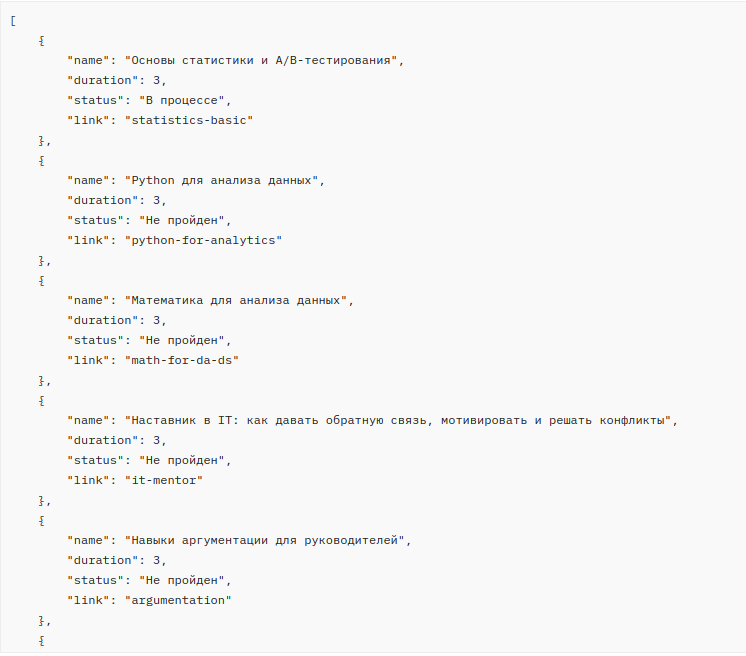 [
    {
        "name": "Основы статистики и A/B-тестирования",
        "duration": 3,
        "status": "В процессе",
        "link": "statistics-basic"
    },
    {
        "name": "Python для анализа данных",
        "duration": 3,
        "status": "Не пройден",
        "link": "python-for-analytics"
    },
    {
        "name": "Математика для анализа данных",
        "duration": 3,
        "status": "Не пройден",
        "link": "math-for-da-ds"
    },
    {
        "name": "Наставник в IT: как давать обратную связь, мотивировать и решать конфликты",
        "duration": 3,
        "status": "Не пройден",
        "link": "it-mentor"
    },
    {
        "name": "Навыки аргументации для руководителей",
        "duration": 3,
        "status": "Не пройден",
        "link": "argumentation"
    },
    {